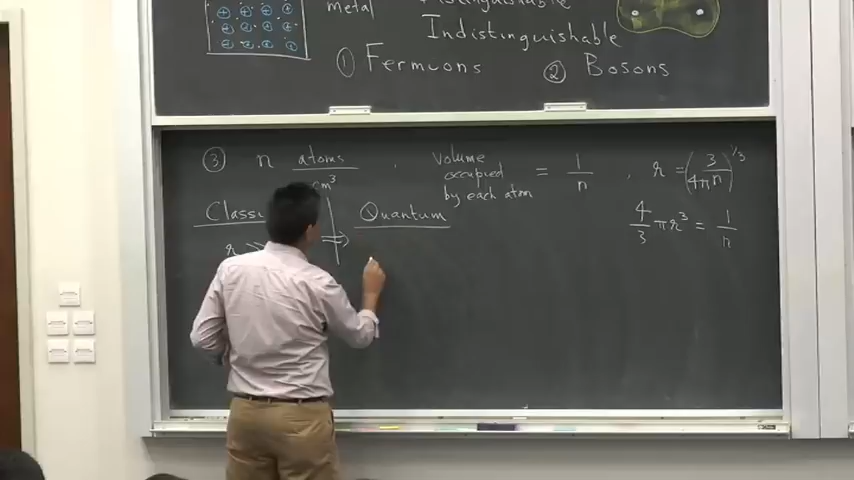 metal
Indistinguishable
① Fermions ② Bosons
③ n atoms , Volume occupied by each atom = 1/n , r = (3/4πn)^1/3
cm³
Quantum
4/3 πr³ = 1/n
r >
⇒